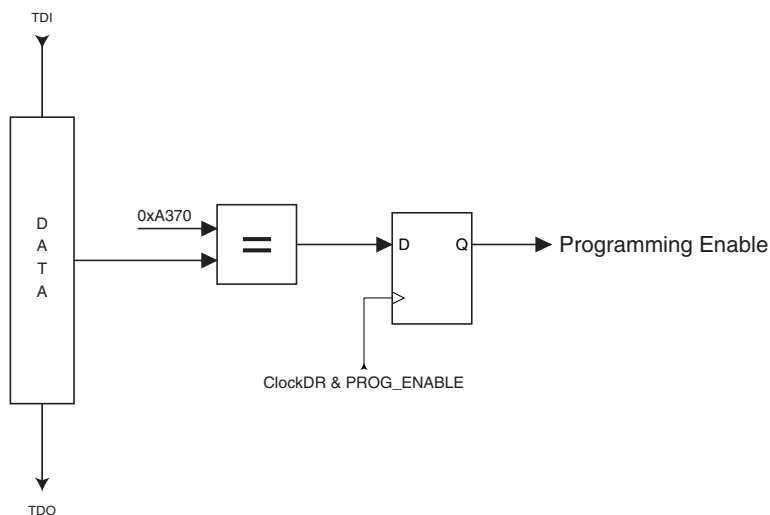 TDI
D
A
T
A
0xA370
=
D
Q
Programming Enable
ClockDR & PROG_ENABLE
TDO